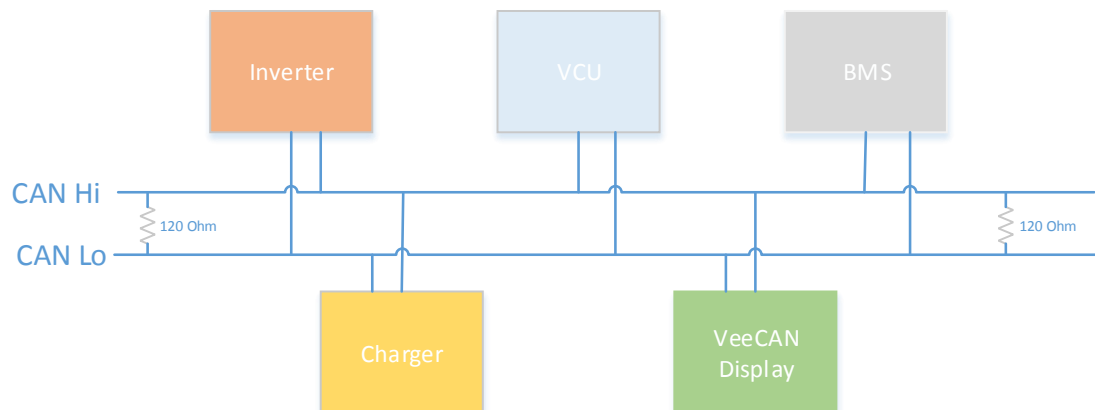 Inverter
VCU
BMS
CAN Hi
120 Ohm
120 Ohm
CAN Lo
Charger
VeeCAN
Display